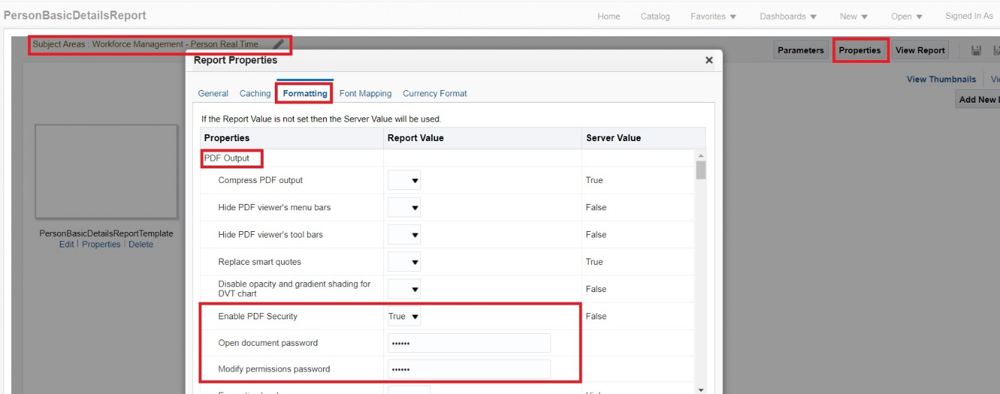 PersonBasicDetailsReport
Home Catalog Favorites Dashboards New Open Signed In As
Subject Areas : Workforce Management - Person Real Time
Parameters Properties View Report
Report Properties
View Thumbnails
Add New
General Caching Formatting Font Mapping Currency Format
If the Report Value is not set then the Server Value will be used.
Properties Report Value Server Value
PDF Output
Compress PDF output True
Hide PDF viewer's menu bars False
Hide PDF viewer's tool bars False
PersonBasicDetailsReportTemplate
Edit | Properties | Delete
Replace smart quotes True
Disable opacity and gradient shading for
DVT chart False
Enable PDF Security True False
Open document password ••••••
Modify permissions password ••••••